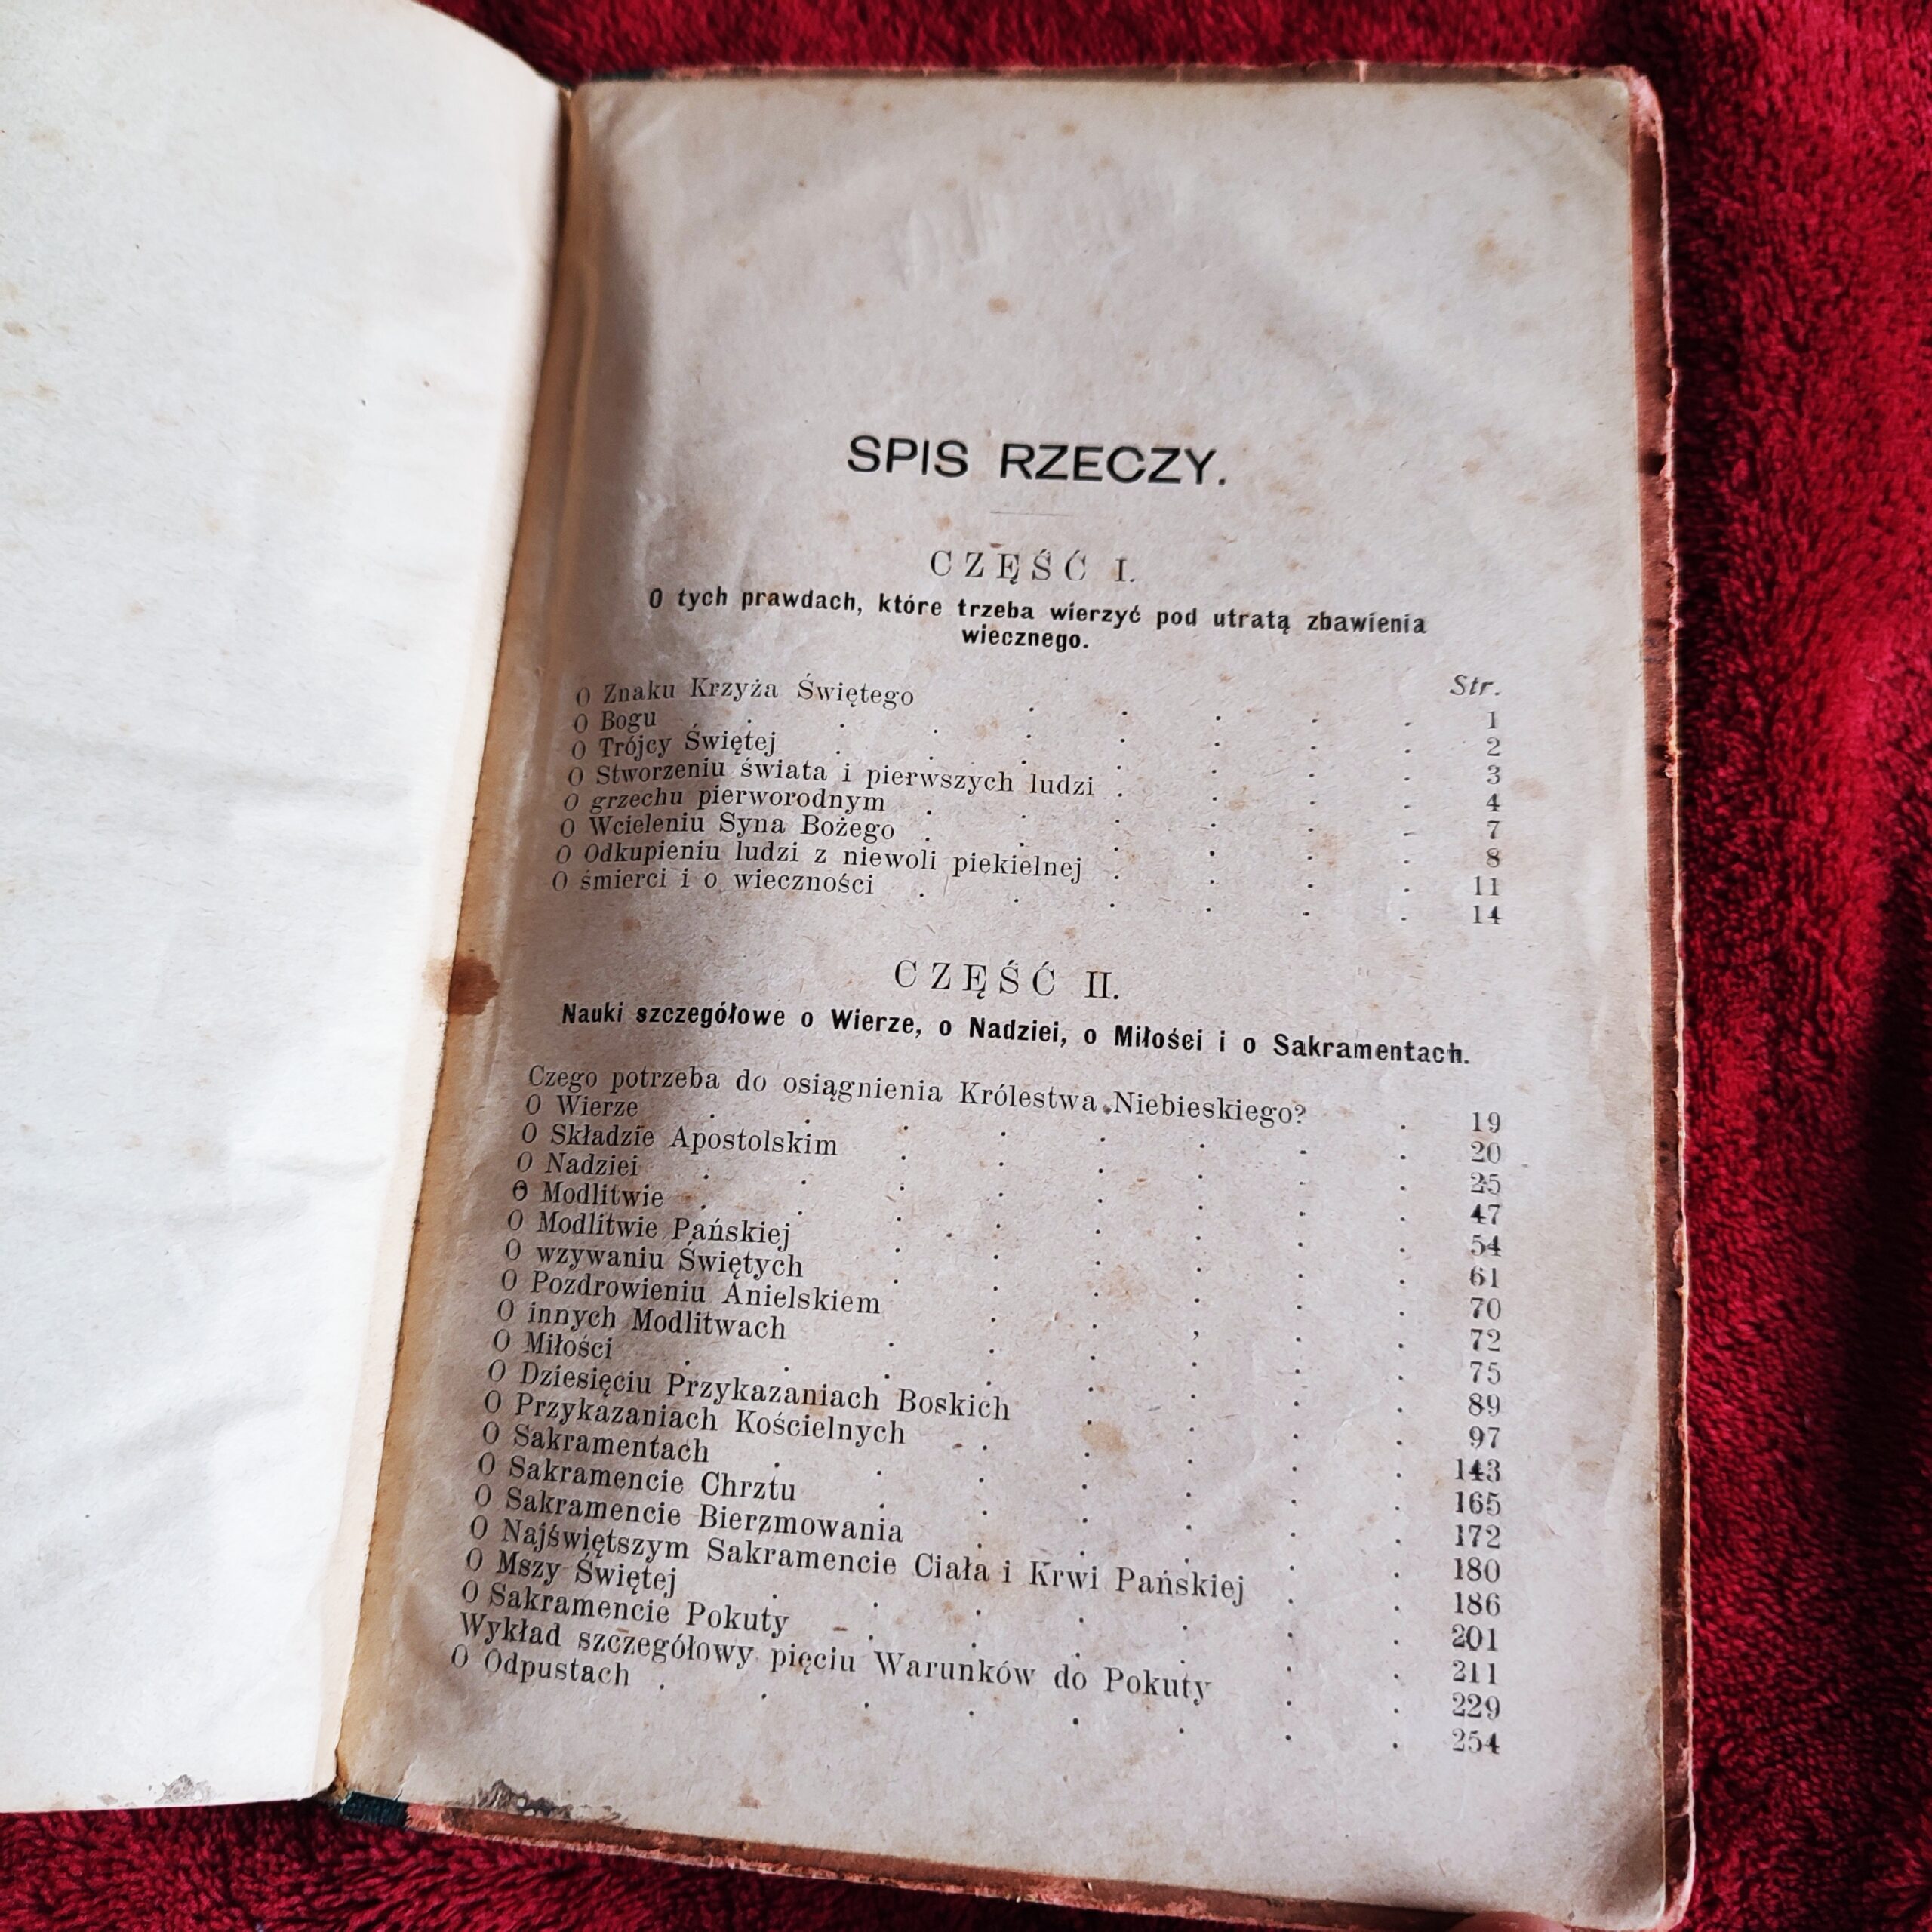 SPIS RZECZY.
CZĘŚĆ I.
O tych prawdach, które trzeba wierzyć pod utratą zbawienia
wiecznego.
Str.
O Znaku Krzyża Świętego . . . . . 1
O Bogu . . . . . . . . 2
O Trójcy Świętej . . . . . . . 3
O Stworzeniu świata i pierwszych ludzi . . . . 4
O grzechu pierworodnym . . . . . . 7
O Wcieleniu Syna Bożego . . . . . . 8
O Odkupieniu ludzi z niewoli piekielnej . . . . 11
O śmierci i o wieczności . . . . . . 14
CZĘŚĆ II.
Nauki szczegółowe o Wierze, o Nadziei, o Miłości i o Sakramentach.
Czego potrzeba do osiągnienia Królestwa Niebieskiego? . 19
O Wierze . . . . . . . . 20
O Składzie Apostolskim . . . . . . 25
O Nadziei . . . . . . . . 47
O Modlitwie . . . . . . . . 54
O Modlitwie Pańskiej . . . . . . 61
O wzywaniu Świętych . . . . . . 70
O Pozdrowieniu Anielskiem . . . . . 72
O innych Modlitwach . . . . . . 75
O Miłości . . . . . . . . 89
O Dziesięciu Przykazaniach Boskich . . . . 97
O Przykazaniach Kościelnych . . . . . 143
O Sakramentach . . . . . . . 165
O Sakramencie Chrztu . . . . . . 172
O Sakramencie Bierzmowania . . . . . 180
O Najświętszym Sakramencie Ciała i Krwi Pańskiej . . 186
O Mszy Świętej . . . . . . . 201
O Sakramencie Pokuty . . . . . . 211
Wykład szczegółowy pięciu Warunków do Pokuty . . 229
O Odpustach . . . . . . . . 254